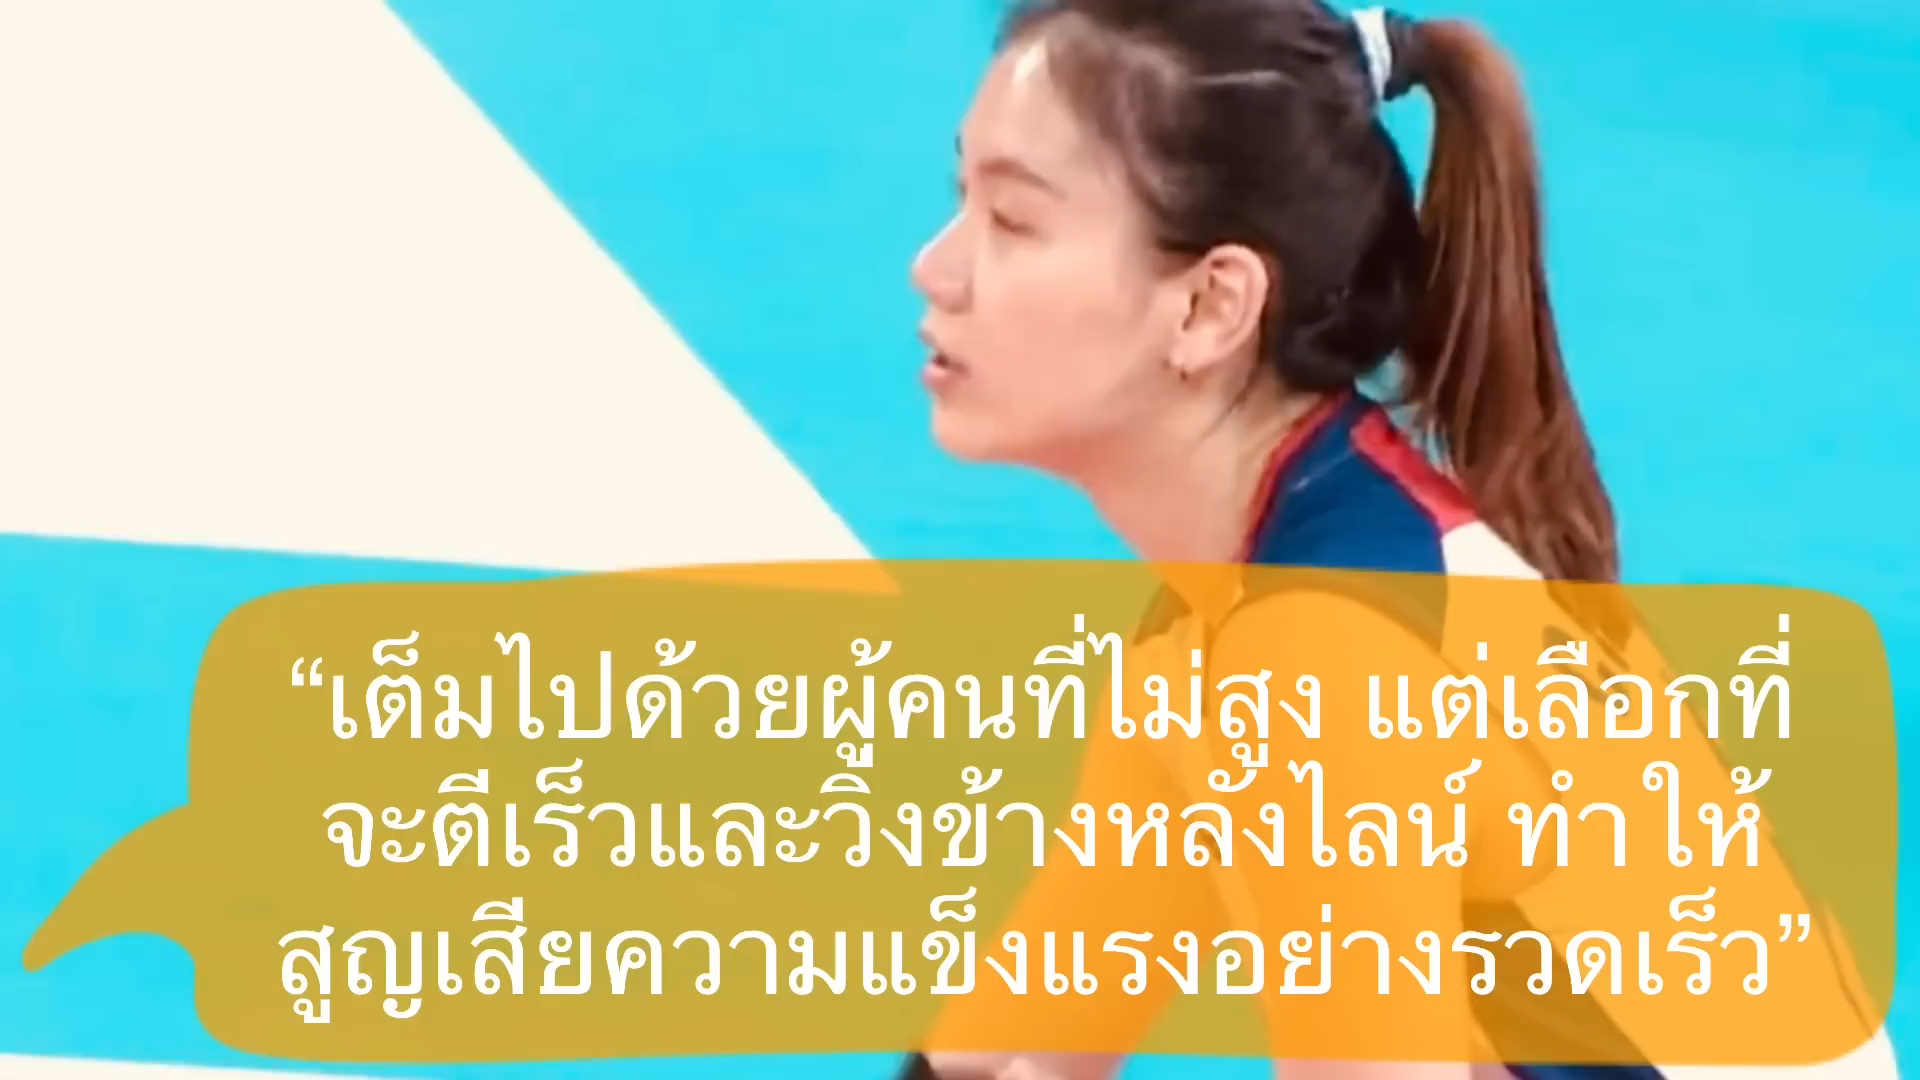 “เต็มไปด้วยผู้คนที่ไม่สูง แต่เลือกที่
จะตีเร็วและวิ่งข้างหลังไลน์ ทำให้
สูญเสียความแข็งแรงอย่างรวดเร็ว”